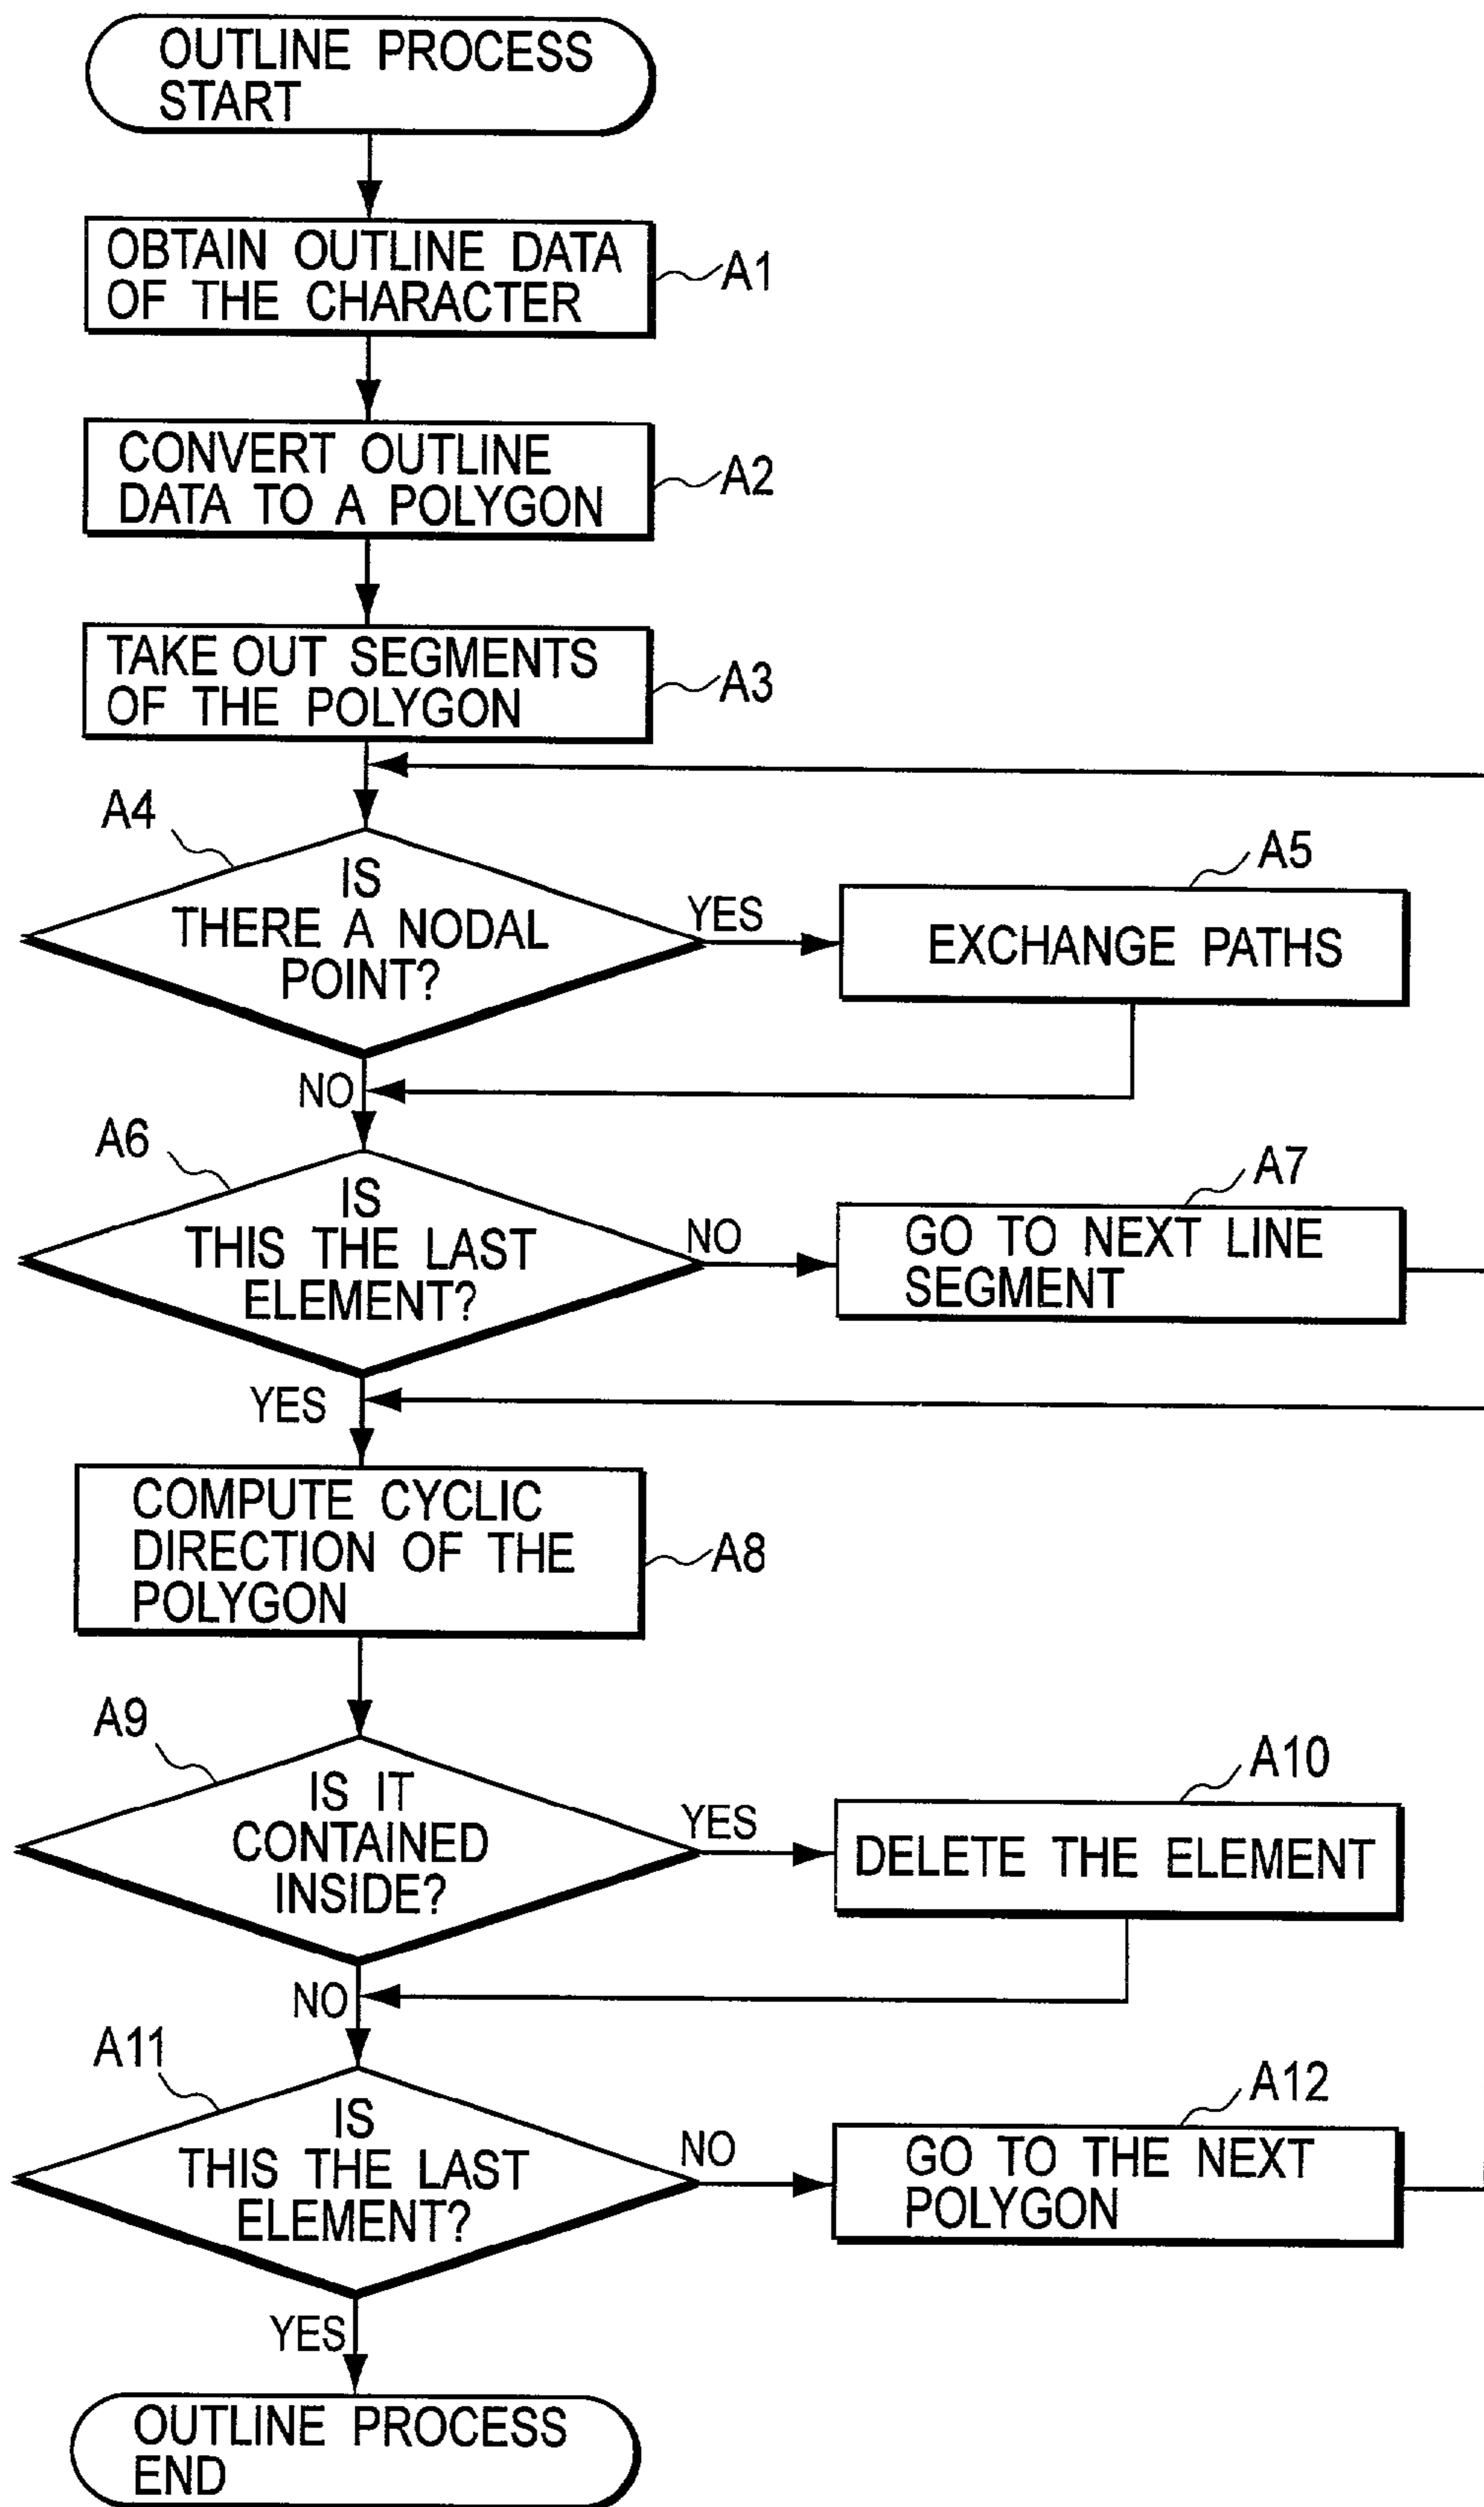 OUTLINE PROCESS
START
OBTAIN OUTLINE DATA
OF THE CHARACTER
A1
CONVERT OUTLINE
DATA TO A POLYGON
A2
TAKE OUT SEGMENTS
OF THE POLYGON
A3
A4
IS
THERE A NODAL
POINT?
YES
A5
EXCHANGE PATHS
NO
A6
IS
THIS THE LAST
ELEMENT?
NO
A7
GO TO NEXT LINE
SEGMENT
YES
COMPUTE CYCLIC
DIRECTION OF THE
POLYGON
A8
A9
IS IT
CONTAINED
INSIDE?
YES
A10
DELETE THE ELEMENT
NO
A11
IS
THIS THE LAST
ELEMENT?
NO
A12
GO TO THE NEXT
POLYGON
YES
OUTLINE PROCESS
END